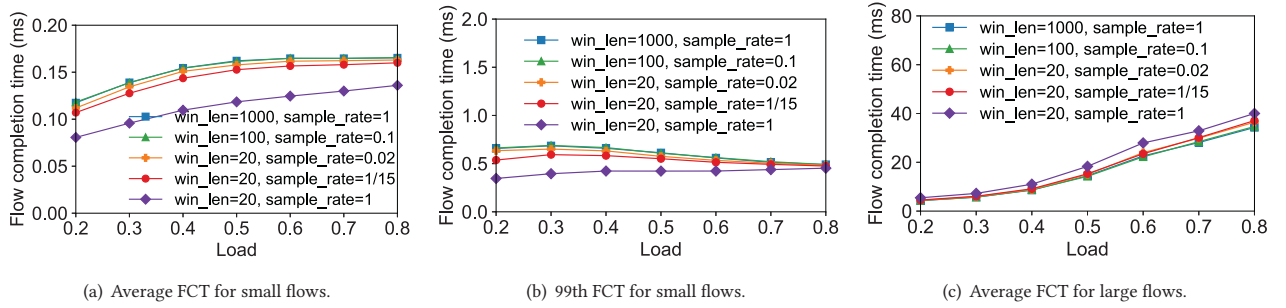 Flow completion time (ms)
0.20
0.15
0.10
0.05
0.00
win_len=1000, sample_rate=1
win_len=100, sample_rate=0.1
win_len=20, sample_rate=0.02
win_len=20, sample_rate=1/15
win_len=20, sample_rate=1
0.2 0.3 0.4 0.5 0.6 0.7 0.8
Load
(a) Average FCT for small flows.
Flow completion time (ms)
2.0
1.5
1.0
0.5
0.0
win_len=1000, sample_rate=1
win_len=100, sample_rate=0.1
win_len=20, sample_rate=0.02
win_len=20, sample_rate=1/15
win_len=20, sample_rate=1
0.2 0.3 0.4 0.5 0.6 0.7 0.8
Load
(b) 99th FCT for small flows.
Flow completion time (ms)
80
60
40
20
0
win_len=1000, sample_rate=1
win_len=100, sample_rate=0.1
win_len=20, sample_rate=0.02
win_len=20, sample_rate=1/15
win_len=20, sample_rate=1
0.2 0.3 0.4 0.5 0.6 0.7 0.8
Load
(c) Average FCT for large flows.